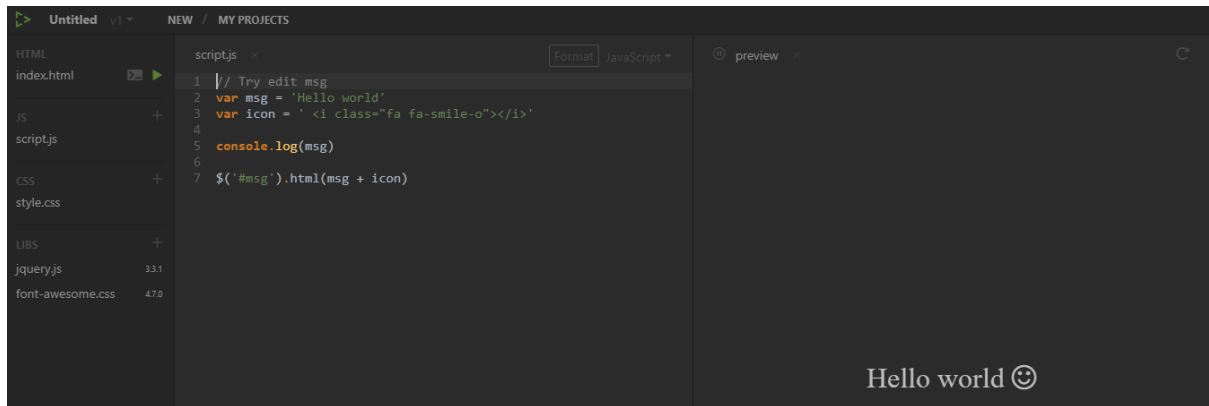 Untitled v1 NEW / MY PROJECTS
HTML
index.html
JS
script.js
CSS
style.css
LIBS
jquery.js 3.3.1
font-awesome.css 4.7.0
script.js × Format JavaScript
1 // Try edit msg
2 var msg = 'Hello world'
3 var icon = ' <i class="fa fa-smile-o"></i>'
4
5 console.log(msg)
6
7 $('#msg').html(msg + icon)
preview ×
Hello world